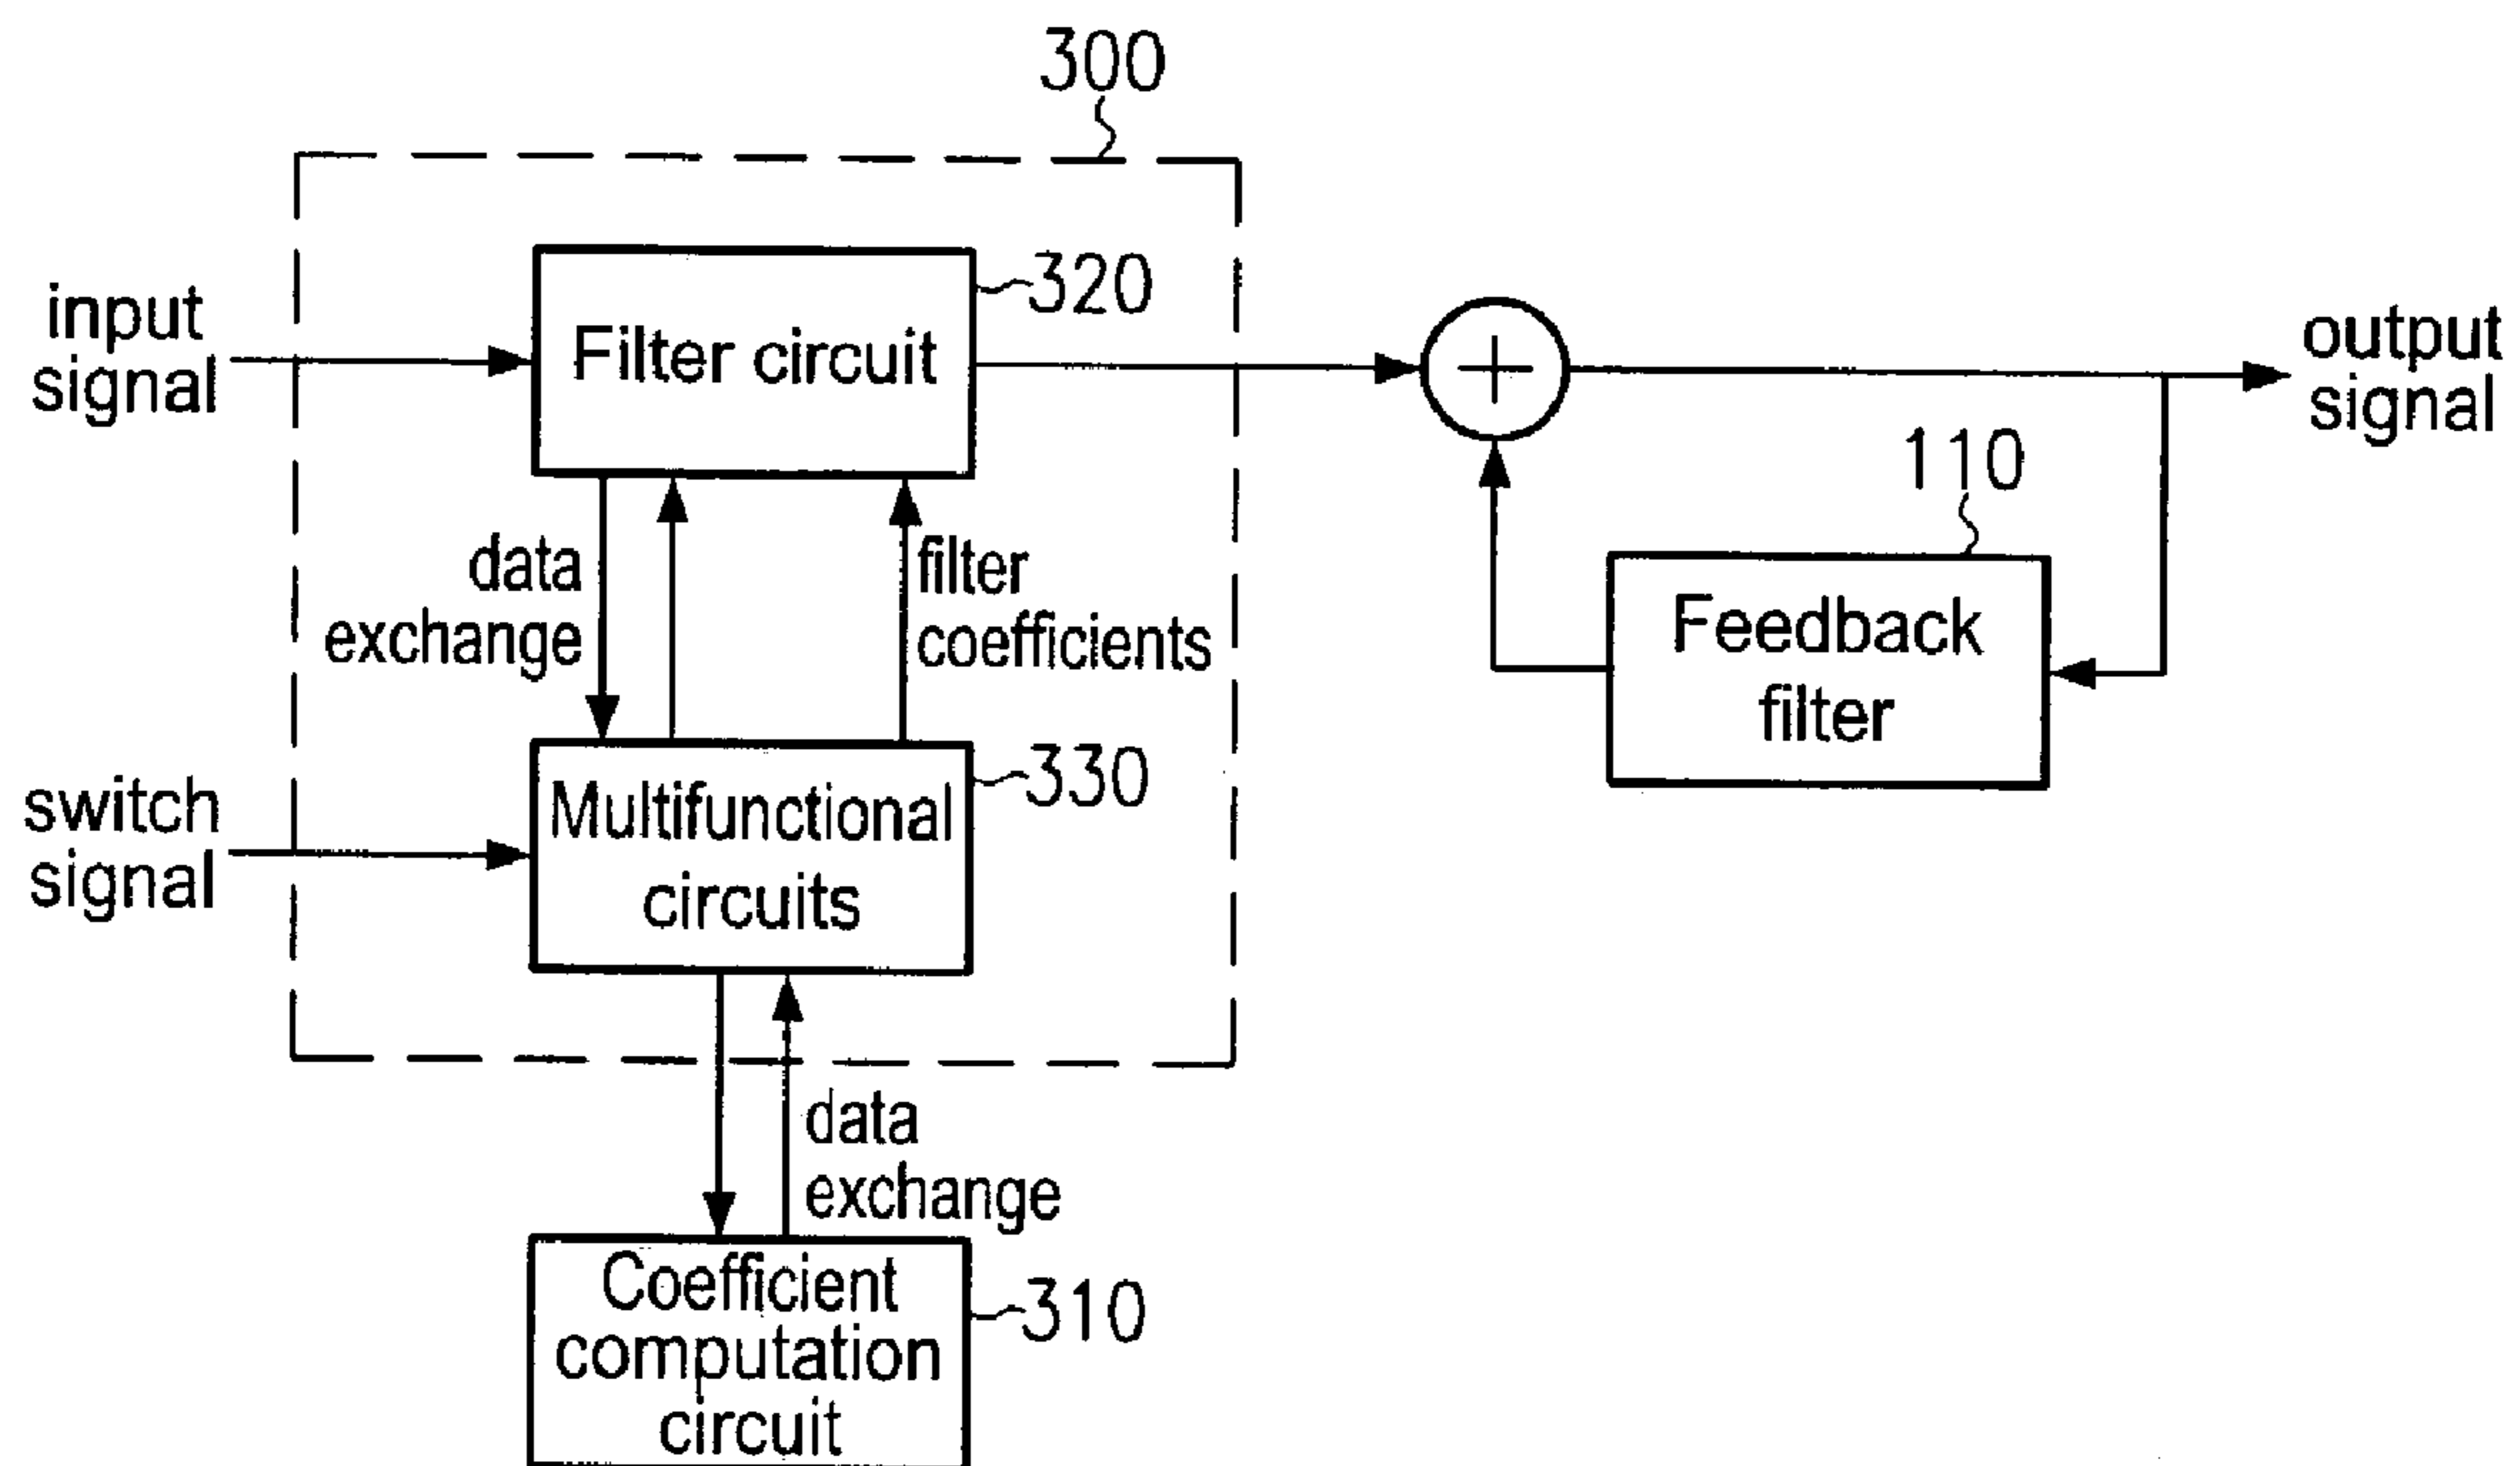 300
320
input
signal
Filter circuit
output
signal
110
data
exchange
filter
coefficients
Feedback
filter
330
switch
signal
Multifunctional
circuits
data
exchange
Coefficient
computation
circuit
310